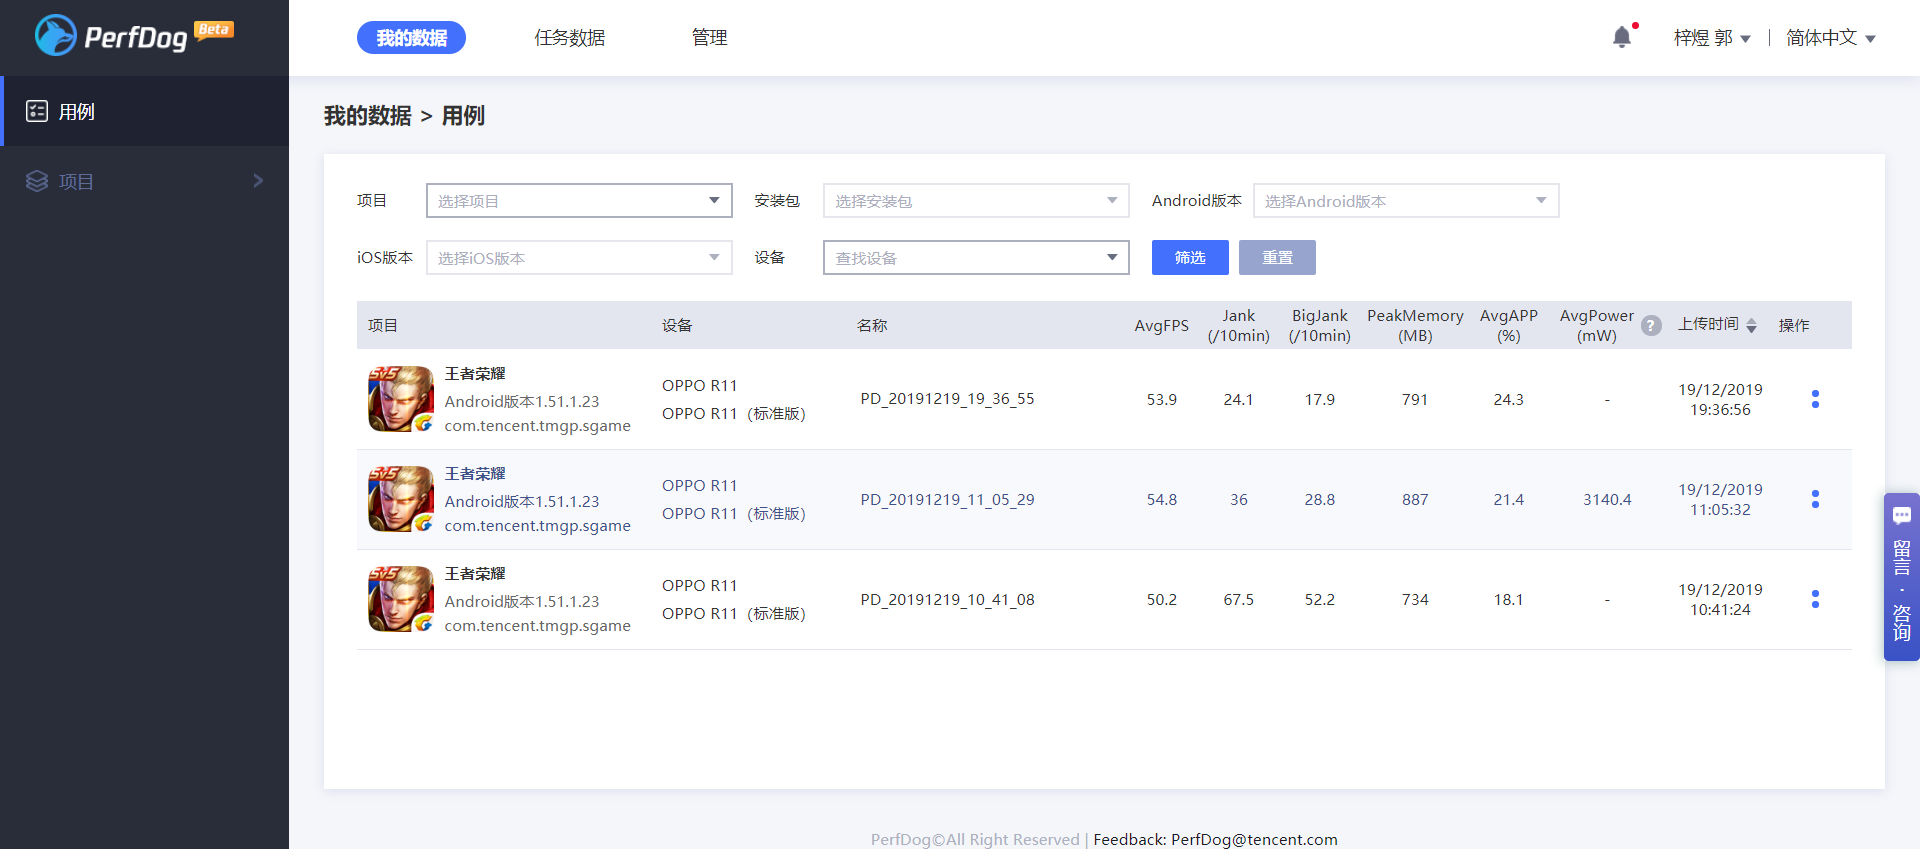 PerfDog Beta
我的数据
任务数据
管理
梓煜 郭
简体中文
用例
项目
我的数据 > 用例
项目
选择项目
安装包
选择安装包
Android版本
选择Android版本
iOS版本
选择iOS版本
设备
查找设备
筛选
重置
项目
设备
名称
AvgFPS
Jank
(/10min)
BigJank
(/10min)
PeakMemory
(MB)
AvgAPP
(%)
AvgPower
(mW)
?
上传时间
操作
5v5
王者荣耀
Android版本1.51.1.23
com.tencent.tmgp.sgame
OPPO R11
OPPO R11（标准版）
PD_20191219_19_36_55
53.9
24.1
17.9
791
24.3
-
19/12/2019
19:36:56
5v5
王者荣耀
Android版本1.51.1.23
com.tencent.tmgp.sgame
OPPO R11
OPPO R11（标准版）
PD_20191219_11_05_29
54.8
36
28.8
887
21.4
3140.4
19/12/2019
11:05:32
5v5
王者荣耀
Android版本1.51.1.23
com.tencent.tmgp.sgame
OPPO R11
OPPO R11（标准版）
PD_20191219_10_41_08
50.2
67.5
52.2
734
18.1
-
19/12/2019
10:41:24
留言·咨询
PerfDog©All Right Reserved | Feedback: PerfDog@tencent.com